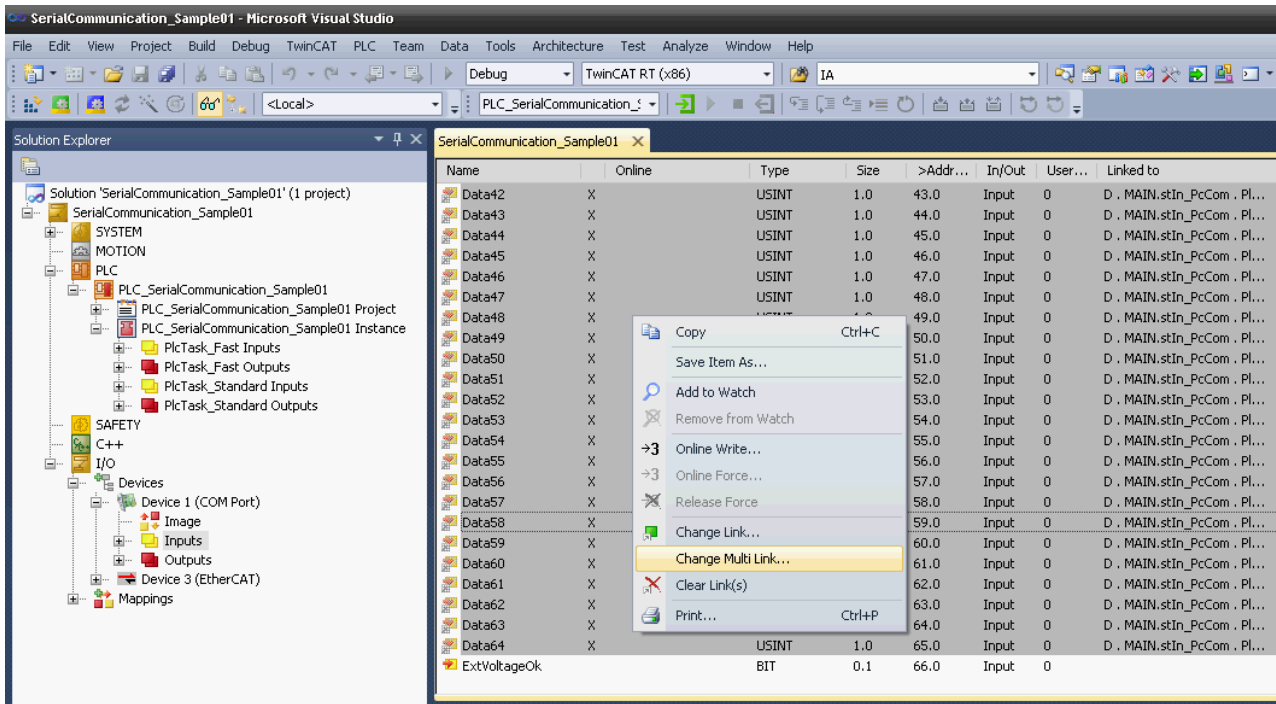 SerialCommunication_Sample01 - Microsoft Visual Studio
File Edit View Project Build Debug TwinCAT PLC Team Data Tools Architecture Test Analyze Window Help
Debug TwinCAT RT (x86) IA
<Local> PLC_SerialCommunication_
Solution Explorer
Solution 'SerialCommunication_Sample01' (1 project)
SerialCommunication_Sample01
SYSTEM
MOTION
PLC
PLC_SerialCommunication_Sample01
PLC_SerialCommunication_Sample01 Project
PLC_SerialCommunication_Sample01 Instance
PlcTask_Fast Inputs
PlcTask_Fast Outputs
PlcTask_Standard Inputs
PlcTask_Standard Outputs
SAFETY
C++
I/O
Devices
Device 1 (COM Port)
Image
Inputs
Outputs
Device 3 (EtherCAT)
Mappings
SerialCommunication_Sample01
Name Online Type Size >Addr... In/Out User... Linked to
Data42 X USINT 1.0 43.0 Input 0 D . MAIN.stIn_PcCom . Pl...
Data43 X USINT 1.0 44.0 Input 0 D . MAIN.stIn_PcCom . Pl...
Data44 X USINT 1.0 45.0 Input 0 D . MAIN.stIn_PcCom . Pl...
Data45 X USINT 1.0 46.0 Input 0 D . MAIN.stIn_PcCom . Pl...
Data46 X USINT 1.0 47.0 Input 0 D . MAIN.stIn_PcCom . Pl...
Data47 X USINT 1.0 48.0 Input 0 D . MAIN.stIn_PcCom . Pl...
Data48 X 49.0 Input 0 D . MAIN.stIn_PcCom . Pl...
Data49 X 50.0 Input 0 D . MAIN.stIn_PcCom . Pl...
Data50 X 51.0 Input 0 D . MAIN.stIn_PcCom . Pl...
Data51 X 52.0 Input 0 D . MAIN.stIn_PcCom . Pl...
Data52 X 53.0 Input 0 D . MAIN.stIn_PcCom . Pl...
Data53 X 54.0 Input 0 D . MAIN.stIn_PcCom . Pl...
Data54 X 55.0 Input 0 D . MAIN.stIn_PcCom . Pl...
Data55 X 56.0 Input 0 D . MAIN.stIn_PcCom . Pl...
Data56 X 57.0 Input 0 D . MAIN.stIn_PcCom . Pl...
Data57 X 58.0 Input 0 D . MAIN.stIn_PcCom . Pl...
Data58 X 59.0 Input 0 D . MAIN.stIn_PcCom . Pl...
Data59 X 60.0 Input 0 D . MAIN.stIn_PcCom . Pl...
Data60 X 61.0 Input 0 D . MAIN.stIn_PcCom . Pl...
Data61 X 62.0 Input 0 D . MAIN.stIn_PcCom . Pl...
Data62 X 63.0 Input 0 D . MAIN.stIn_PcCom . Pl...
Data63 X 64.0 Input 0 D . MAIN.stIn_PcCom . Pl...
Data64 X USINT 1.0 65.0 Input 0 D . MAIN.stIn_PcCom . Pl...
ExtVoltageOk BIT 0.1 66.0 Input 0
Copy Ctrl+C
Save Item As...
Add to Watch
Remove from Watch
Online Write...
Online Force...
Release Force
Change Link...
Change Multi Link...
Clear Link(s)
Print... Ctrl+P